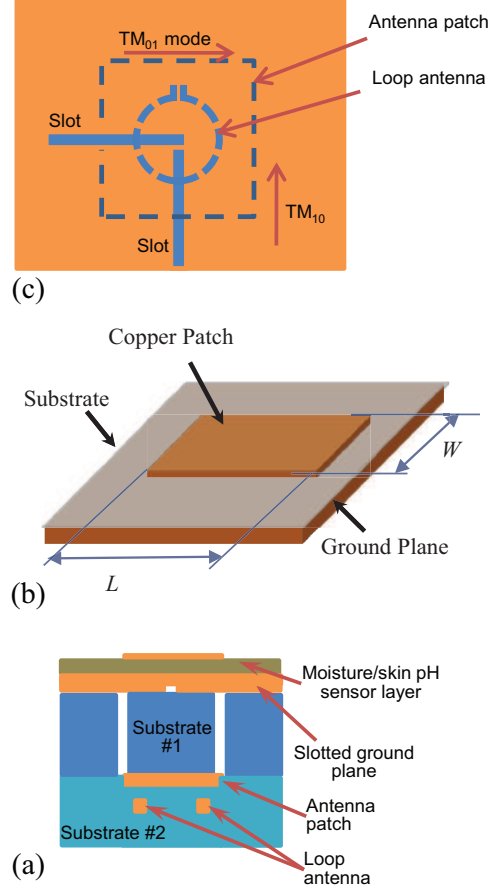 TM01 mode
Antenna patch
Loop antenna
Slot
TM10
Slot
(c)
Copper Patch
Substrate
W
Ground Plane
L
(b)
Moisture/skin pH
sensor layer
Substrate
#1
Slotted ground
plane
Antenna
patch
Substrate #2
Loop
antenna
(a)